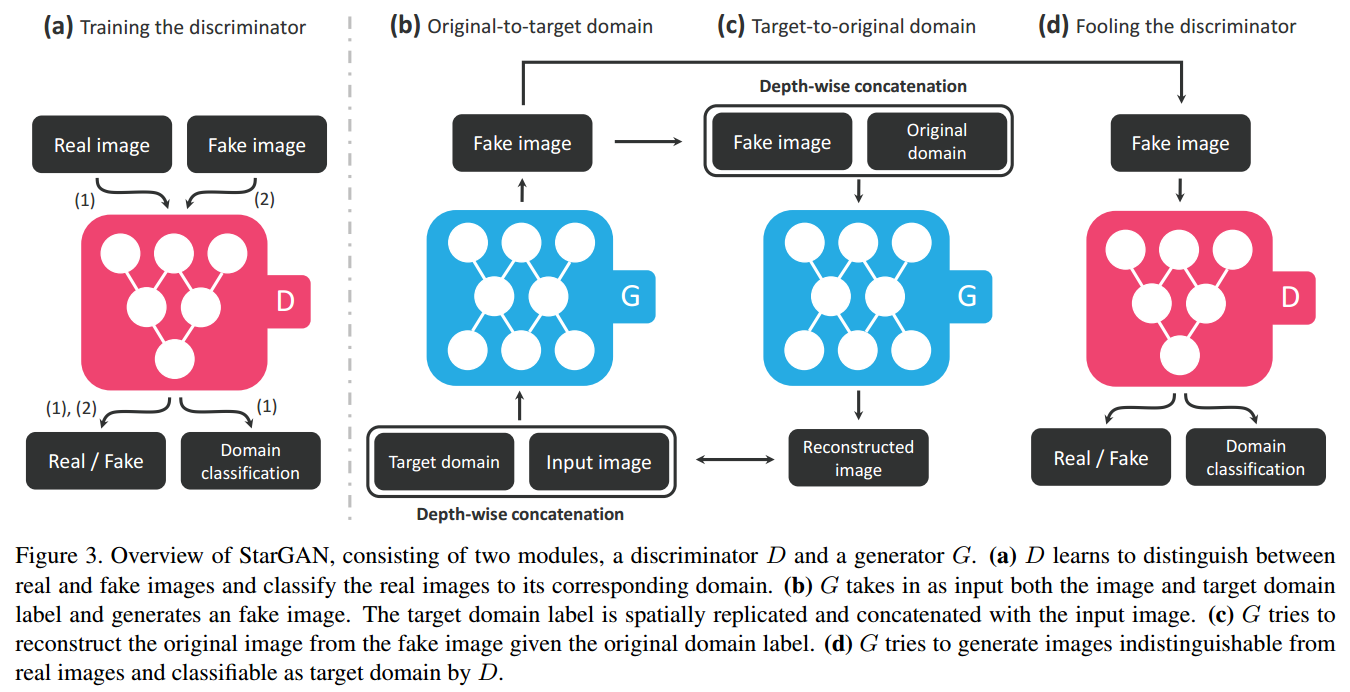 (a) Training the discriminator
Real image
Fake image
(1)
(2)
D
(1), (2)
(1)
Real / Fake
Domain
classification
(b) Original-to-target domain
Fake image
G
Target domain
Input image
Depth-wise concatenation
(c) Target-to-original domain
Depth-wise concatenation
Fake image
Original
domain
G
Reconstructed
image
(d) Fooling the discriminator
Fake image
D
Real / Fake
Domain
classification
Figure 3. Overview of StarGAN, consisting of two modules, a discriminator D and a generator G. (a) D learns to distinguish between
real and fake images and classify the real images to its corresponding domain. (b) G takes in as input both the image and target domain
label and generates an fake image. The target domain label is spatially replicated and concatenated with the input image. (c) G tries to
reconstruct the original image from the fake image given the original domain label. (d) G tries to generate images indistinguishable from
real images and classifiable as target domain by D.